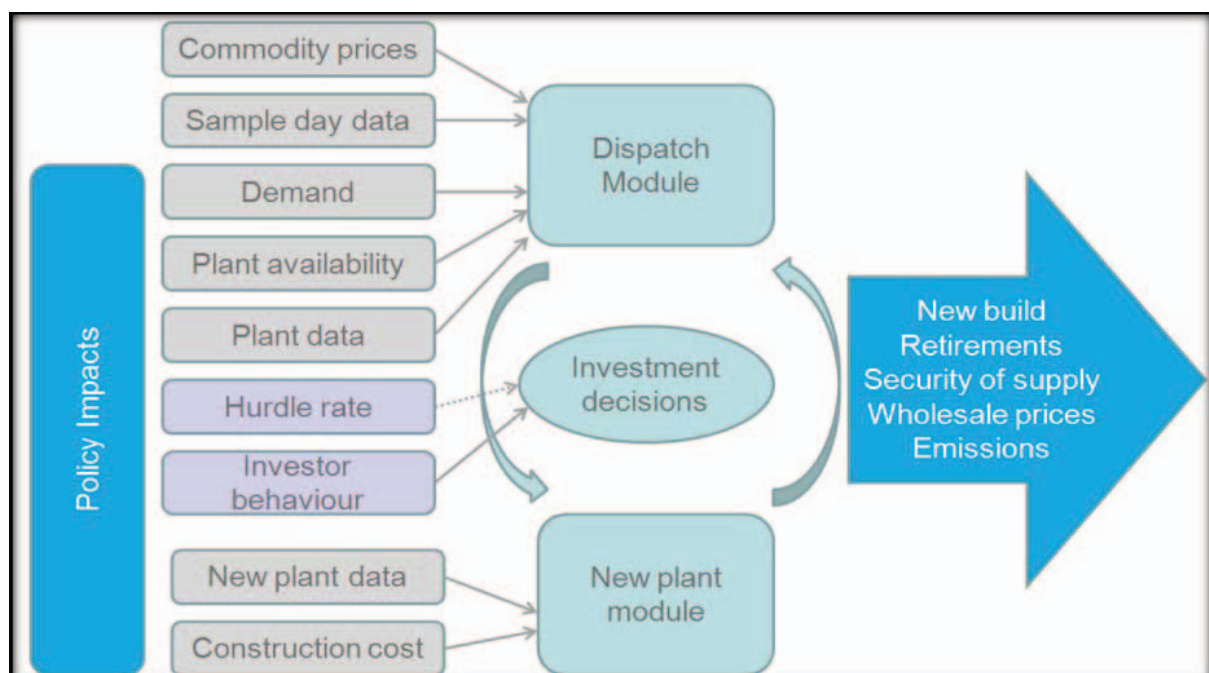 Policy Impacts
Commodity prices
Sample day data
Demand
Plant availability
Plant data
Hurdle rate
Investor
behaviour
New plant data
Construction cost
Dispatch
Module
Investment
decisions
New plant
module
New build
Retirements
Security of supply
Wholesale prices
Emissions